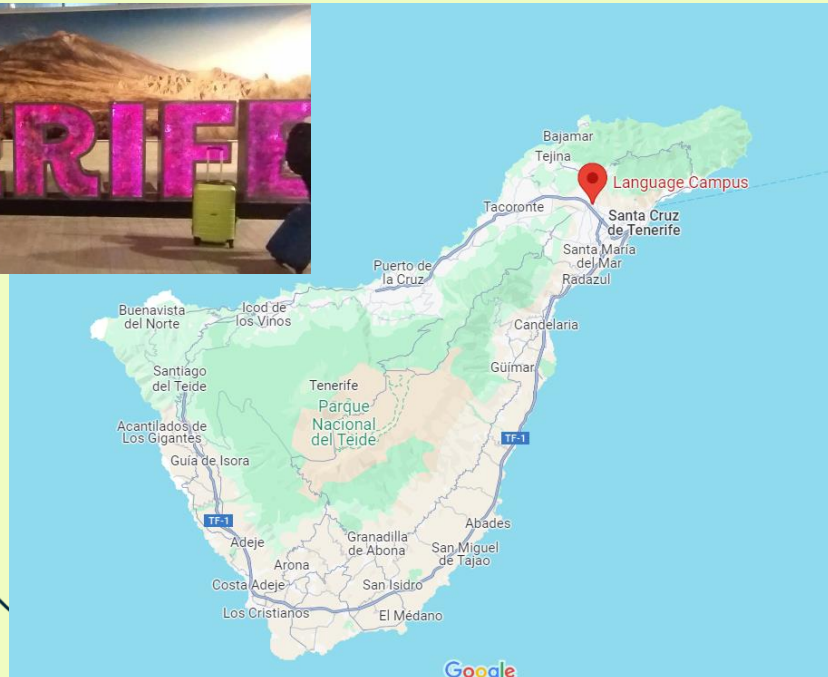 RIFE
Bajamar
Tejina
Language Campus
Tacoronte
Santa Cruz
de Tenerife
Santa María
del Mar
Radazul
Puerto de
la Cruz
Buenavista
del Norte
Icod de
los Vinos
Candelaria
Santiago
del Teide
Güímar
Tenerife
Parque
Nacional
del Teide
Acantilados de
Los Gigantes
TF-1
Guía de Isora
TF-1
Abades
Adeje
Granadilla
de Abona
San Miguel
de Tajao
Arona
Costa Adeje
San Isidro
Los Cristianos
El Médano
Google